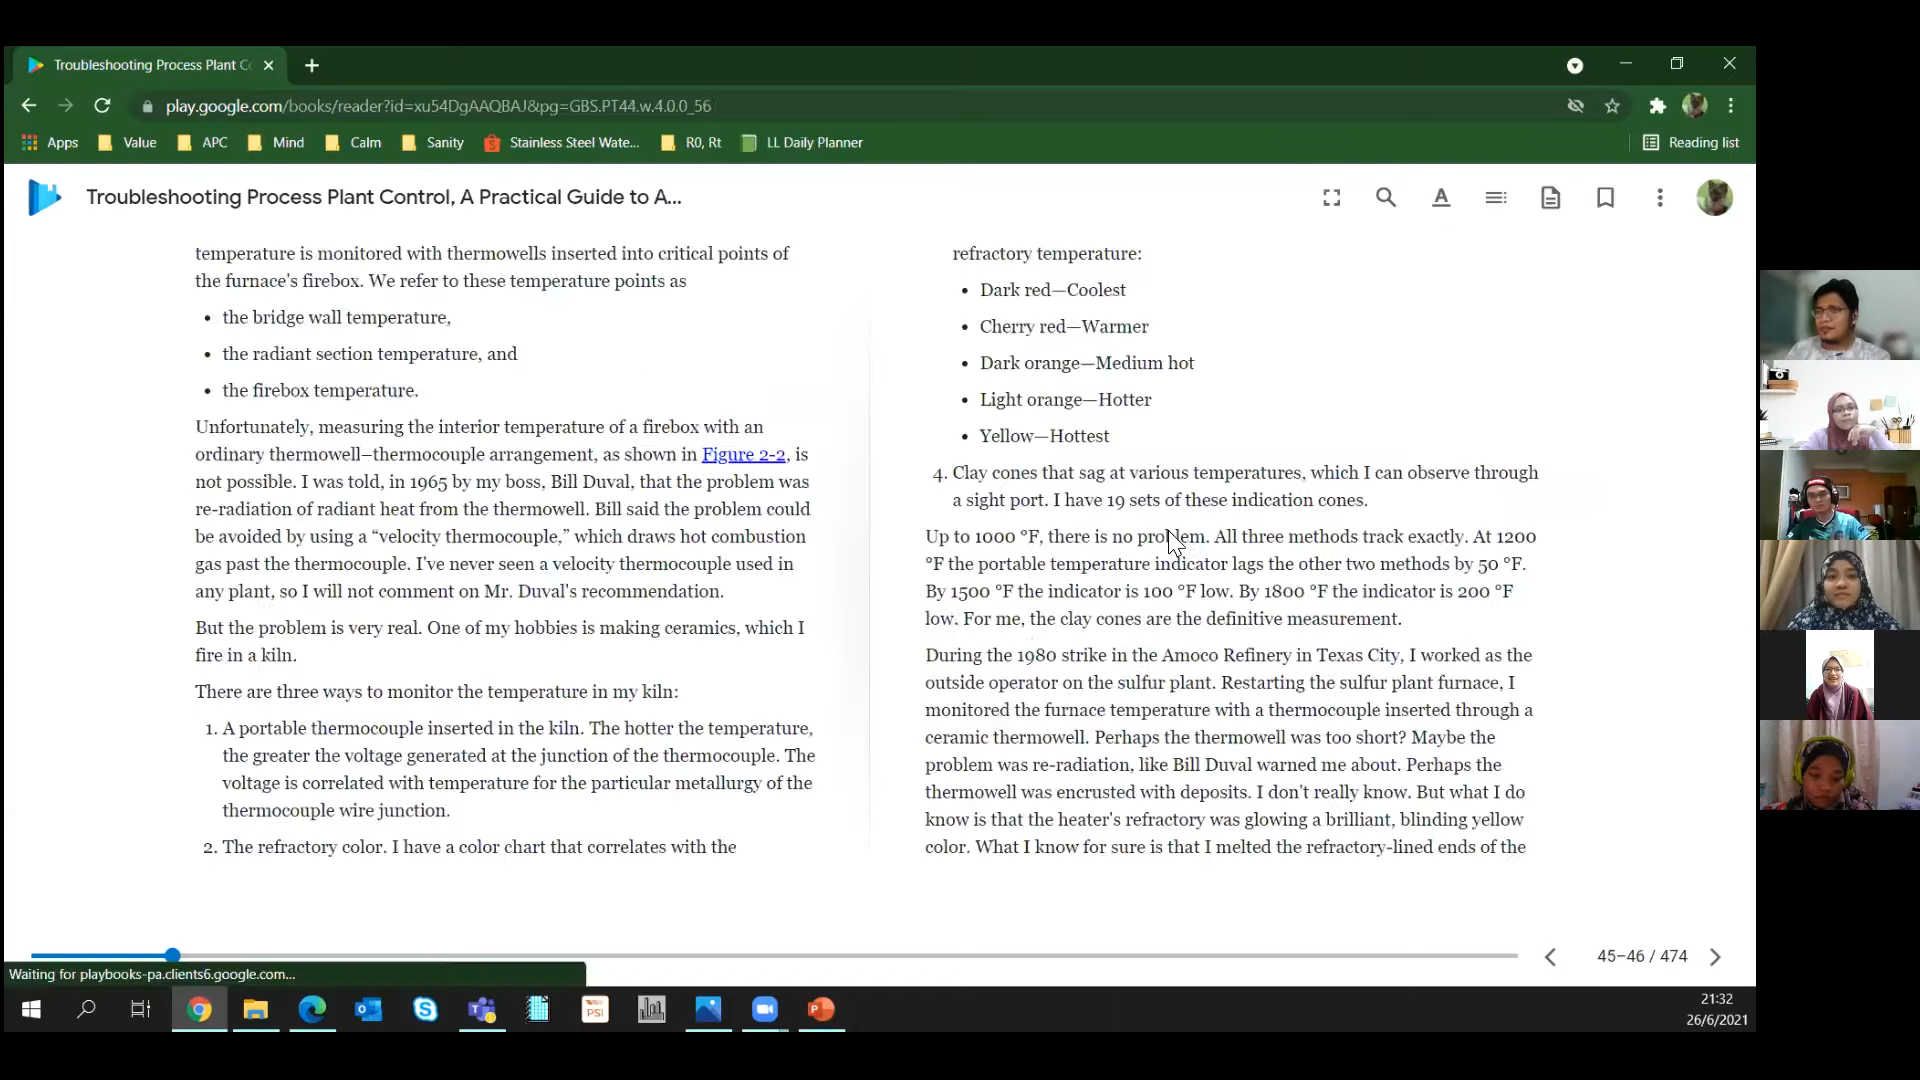 Troubleshooting Process Plant C
play.google.com/books/reader?id=xu54DgAAQBAJ&pg=GBS.PT44.w.4.0.0_56
Apps Value APC Mind Calm Sanity Stainless Steel Wate... R0, Rt LL Daily Planner Reading list
Troubleshooting Process Plant Control, A Practical Guide to A...
temperature is monitored with thermowells inserted into critical points of
the furnace's firebox. We refer to these temperature points as
• the bridge wall temperature,
• the radiant section temperature, and
• the firebox temperature.
Unfortunately, measuring the interior temperature of a firebox with an
ordinary thermowell–thermocouple arrangement, as shown in Figure 2-2, is
not possible. I was told, in 1965 by my boss, Bill Duval, that the problem was
re-radiation of radiant heat from the thermowell. Bill said the problem could
be avoided by using a “velocity thermocouple,” which draws hot combustion
gas past the thermocouple. I've never seen a velocity thermocouple used in
any plant, so I will not comment on Mr. Duval's recommendation.
But the problem is very real. One of my hobbies is making ceramics, which I
fire in a kiln.
There are three ways to monitor the temperature in my kiln:
1. A portable thermocouple inserted in the kiln. The hotter the temperature,
the greater the voltage generated at the junction of the thermocouple. The
voltage is correlated with temperature for the particular metallurgy of the
thermocouple wire junction.
2. The refractory color. I have a color chart that correlates with the
refractory temperature:
• Dark red—Coolest
• Cherry red—Warmer
• Dark orange—Medium hot
• Light orange—Hotter
• Yellow—Hottest
4. Clay cones that sag at various temperatures, which I can observe through
a sight port. I have 19 sets of these indication cones.
Up to 1000 °F, there is no problem. All three methods track exactly. At 1200
°F the portable temperature indicator lags the other two methods by 50 °F.
By 1500 °F the indicator is 100 °F low. By 1800 °F the indicator is 200 °F
low. For me, the clay cones are the definitive measurement.
During the 1980 strike in the Amoco Refinery in Texas City, I worked as the
outside operator on the sulfur plant. Restarting the sulfur plant furnace, I
monitored the furnace temperature with a thermocouple inserted through a
ceramic thermowell. Perhaps the thermowell was too short? Maybe the
problem was re-radiation, like Bill Duval warned me about. Perhaps the
thermowell was encrusted with deposits. I don't really know. But what I do
know is that the heater's refractory was glowing a brilliant, blinding yellow
color. What I know for sure is that I melted the refractory-lined ends of the
45–46 / 474
Waiting for playbooks-pa.clients6.google.com...
PSI
21:32
26/6/2021